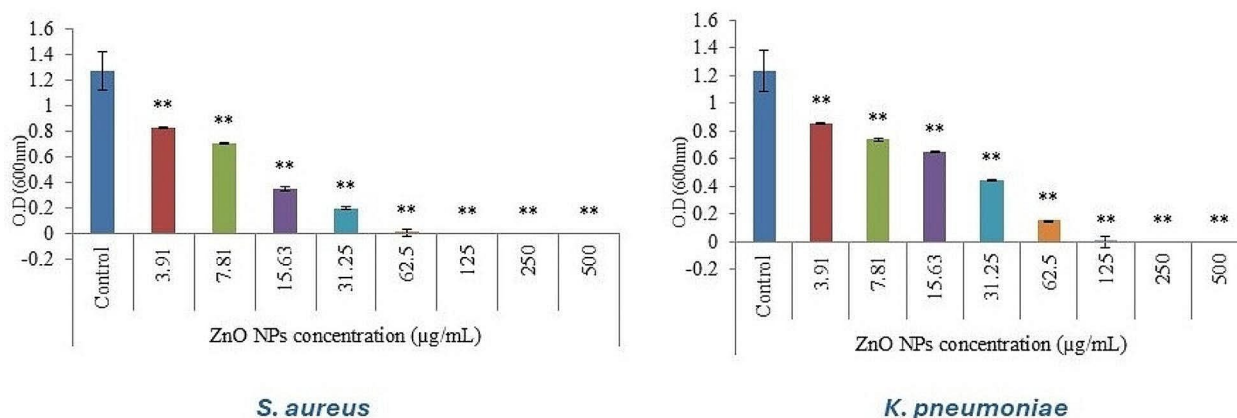 1.6
1.4
1.2
1
0.8
0.6
0.4
0.2
0
-0.2
O.D (600nm)
** ** ** ** ** ** ** **
Control 3.91 7.81 15.63 31.25 62.5 125 250 500
ZnO NPs concentration (µg/mL)
S. aureus
1.6
1.4
1.2
1
0.8
0.6
0.4
0.2
0
-0.2
O.D (600nm)
** ** ** ** ** ** ** **
Control 3.91 7.81 15.63 31.25 62.5 125 250 500
ZnO NPs concentration (µg/mL)
K. pneumoniae